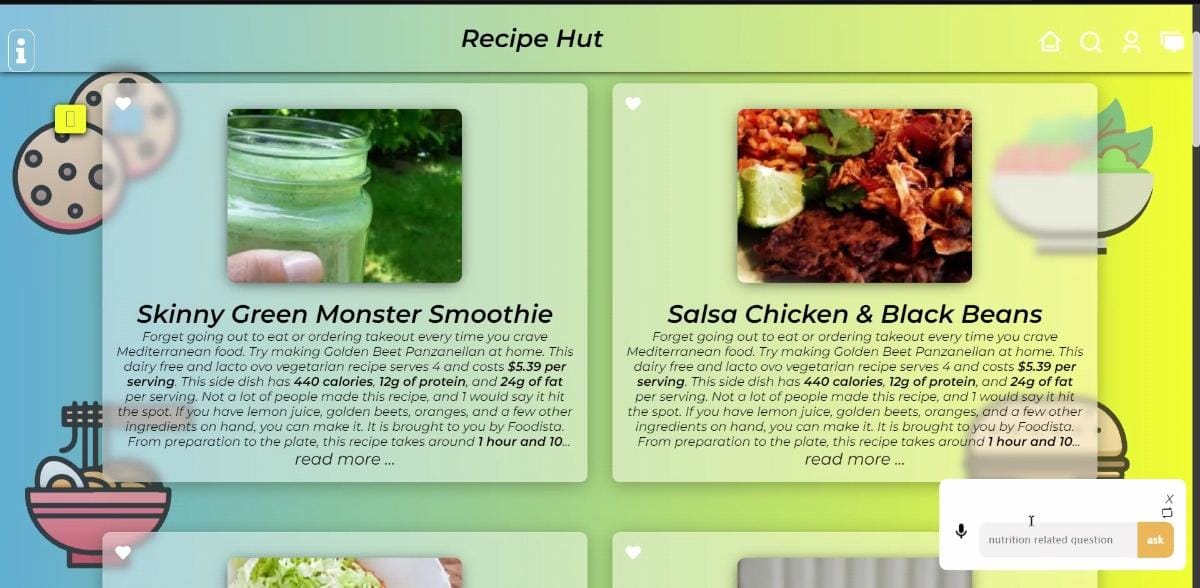 Recipe Hut
Skinny Green Monster Smoothie
Forget going out to eat or ordering takeout every time you crave
Mediterranean food. Try making Golden Beet Panzanellan at home. This
dairy free and lacto ovo vegetarian recipe serves 4 and costs $5.39 per
serving. This side dish has 440 calories, 12g of protein, and 24g of fat
per serving. Not a lot of people made this recipe, and 1 would say it hit
the spot. If you have lemon juice, golden beets, oranges, and a few other
ingredients on hand, you can make it. It is brought to you by Foodista.
From preparation to the plate, this recipe takes around 1 hour and 10...
read more ...
Salsa Chicken & Black Beans
Forget going out to eat or ordering takeout every time you crave
Mediterranean food. Try making Golden Beet Panzanellan at home. This
dairy free and lacto ovo vegetarian recipe serves 4 and costs $5.39 per
serving. This side dish has 440 calories, 12g of protein, and 24g of fat
per serving. Not a lot of people made this recipe, and 1 would say it hit
the spot. If you have lemon juice, golden beets, oranges, and a few other
ingredients on hand, you can make it. It is brought to you by Foodista.
From preparation to the plate, this recipe takes around 1 hour and 10...
read more ...
X
nutrition related question
ask